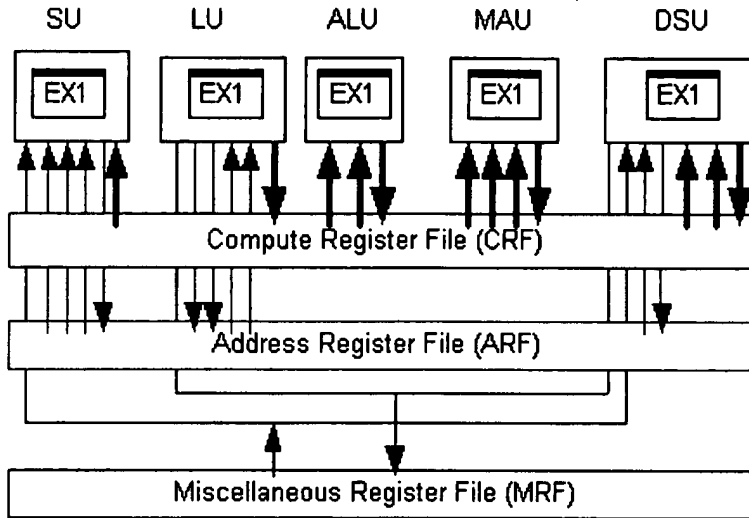 SU LU ALU MAU DSU
EX1 EX1 EX1 EX1 EX1
Compute Register File (CRF)
Address Register File (ARF)
Miscellaneous Register File (MRF)